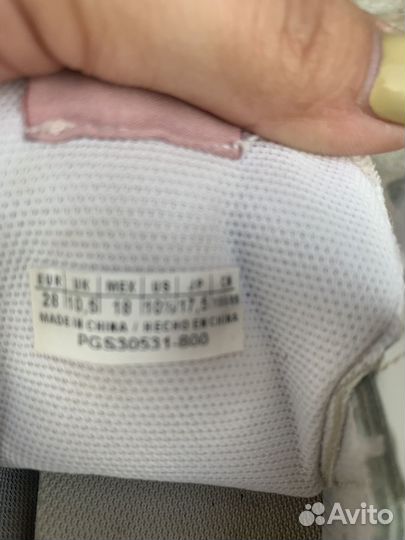 EUR UK MEX US JP CN
28 10,5 18 10½ 17,5
MADE IN CHINA / HECHO EN CHINA
PGS30531-800
Avito